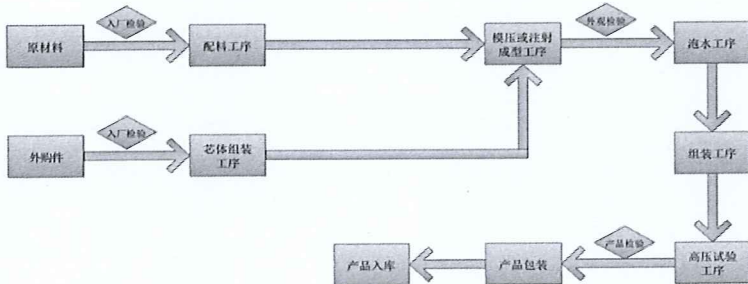 入厂检验
外观检验
原材料
配料工序
模压或注射
成型工序
泡水工序
入厂检验
外购件
芯体组装
工序
组装工序
产品检验
产品入库
产品包装
高压试验
工序